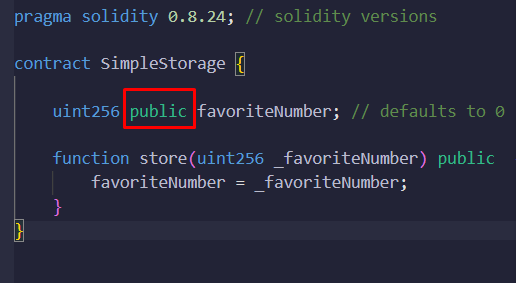 pragma solidity 0.8.24; // solidity versions
contract SimpleStorage {
uint256 public favoriteNumber; // defaults to 0
function store(uint256 _favoriteNumber) public
favoriteNumber = _favoriteNumber;
}
}